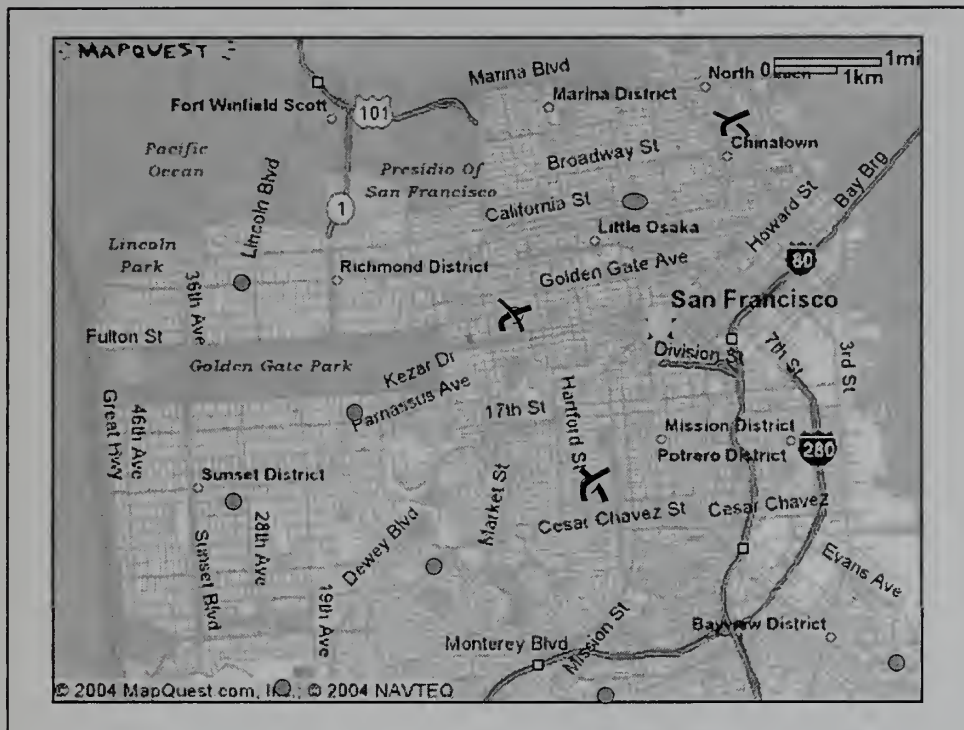 MAPQUEST
0 1mi
1km
Marina Blvd
North
Fort Winfield Scott
101
Marina District
Chinatown
Pacific
Ocean
Lincoln Blvd
Presidio Of
San Francisco
Broadway St
1
California St
Howard St
Bay Brg
Little Osaka
Lincoln
Park
36th Ave
Richmond District
Golden Gate Ave
80
San Francisco
Fulton St
Golden Gate Park
Kezar Dr
Division St
7th St
3rd St
Parnassus Ave
Great Hwy
46th Ave
17th St
Hartford St
Mission District
Potrero District
280
Sunset District
Market St
Cesar Chavez St
Cesar Chavez
Sunset Blvd
28th Ave
Dewey Blvd
19th Ave
Evans Ave
Monterey Blvd
Mission St
Bayview District
© 2004 MapQuest.com, Inc.; © 2004 NAVTEQ